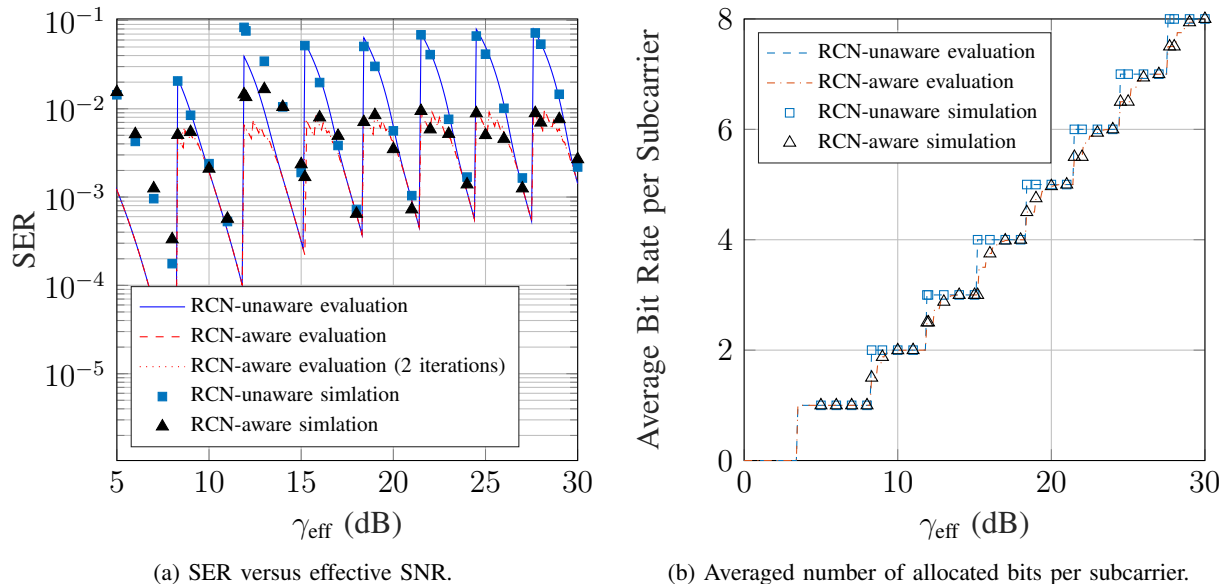 10^-1
10^-2
10^-3
10^-4
10^-5
SER
RCN-unaware evaluation
RCN-aware evaluation
RCN-aware evaluation (2 iterations)
RCN-unaware simlation
RCN-aware simlation
5 10 15 20 25 30
γeff (dB)
(a) SER versus effective SNR.
8
6
4
2
0
Average Bit Rate per Subcarrier
RCN-unaware evaluation
RCN-aware evaluation
RCN-unaware simulation
RCN-aware simulation
0 10 20 30
γeff (dB)
(b) Averaged number of allocated bits per subcarrier.